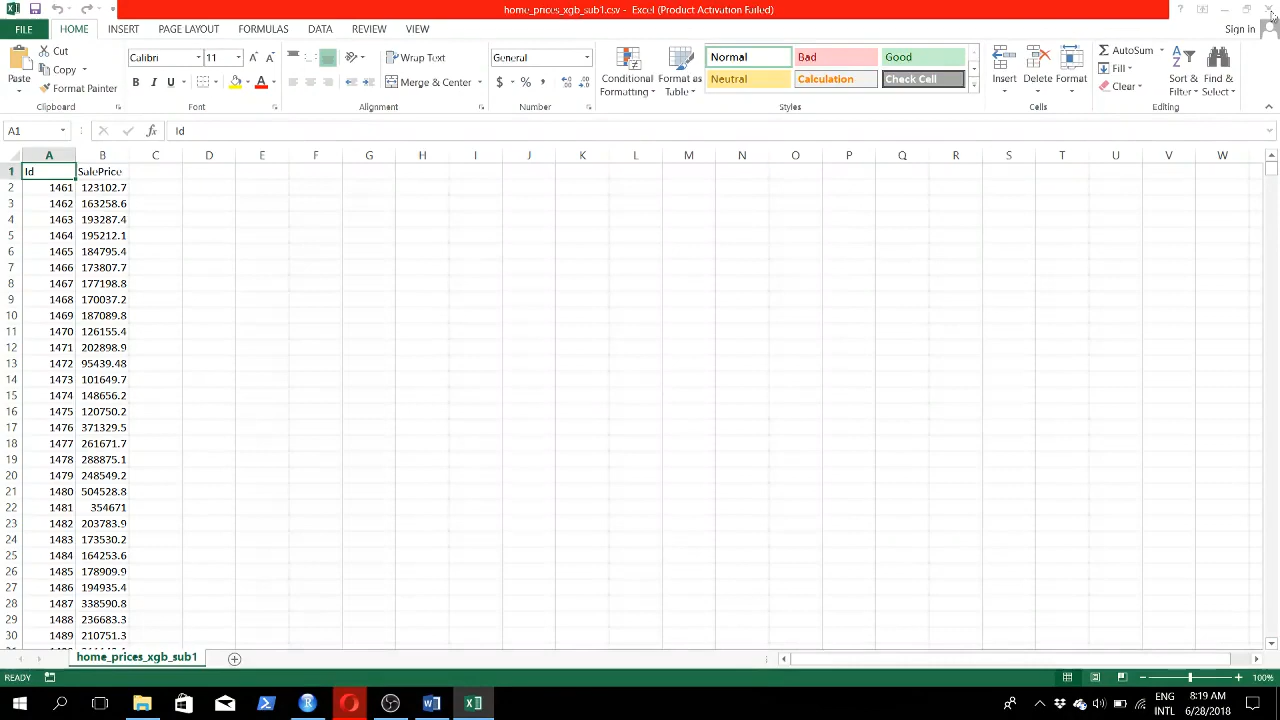 home_prices_xgb_sub1.csv - Excel (Product Activation Failed)
FILE HOME INSERT PAGE LAYOUT FORMULAS DATA REVIEW VIEW Sign in
Paste Cut Copy Format Painter
Calibri 11 B I U A
Wrap Text
Merge & Center
General
$ % ,
Conditional Formatting
Format as Table
Normal Bad Good
Neutral Calculation Check Cell
Insert Delete Format
AutoSum
Fill
Clear
Sort & Filter
Find & Select
Clipboard Font Alignment Number Styles Cells Editing
A1 fx Id
A B C D E F G H I J K L M N O P Q R S T U V W
1 Id SalePrice
2 1461 123102.7
3 1462 163258.6
4 1463 193287.4
5 1464 195212.1
6 1465 184795.4
7 1466 173807.7
8 1467 177198.8
9 1468 170037.2
10 1469 187089.8
11 1470 126155.4
12 1471 202898.9
13 1472 95439.48
14 1473 101649.7
15 1474 148656.2
16 1475 120750.2
17 1476 371329.5
18 1477 261671.7
19 1478 288875.1
20 1479 248549.2
21 1480 504528.8
22 1481 354671
23 1482 203783.9
24 1483 173530.2
25 1484 164253.6
26 1485 178909.9
27 1486 194935.4
28 1487 338590.8
29 1488 236683.3
30 1489 210751.3
home_prices_xgb_sub1
READY 100%
ENG 8:19 AM
INTL 6/28/2018